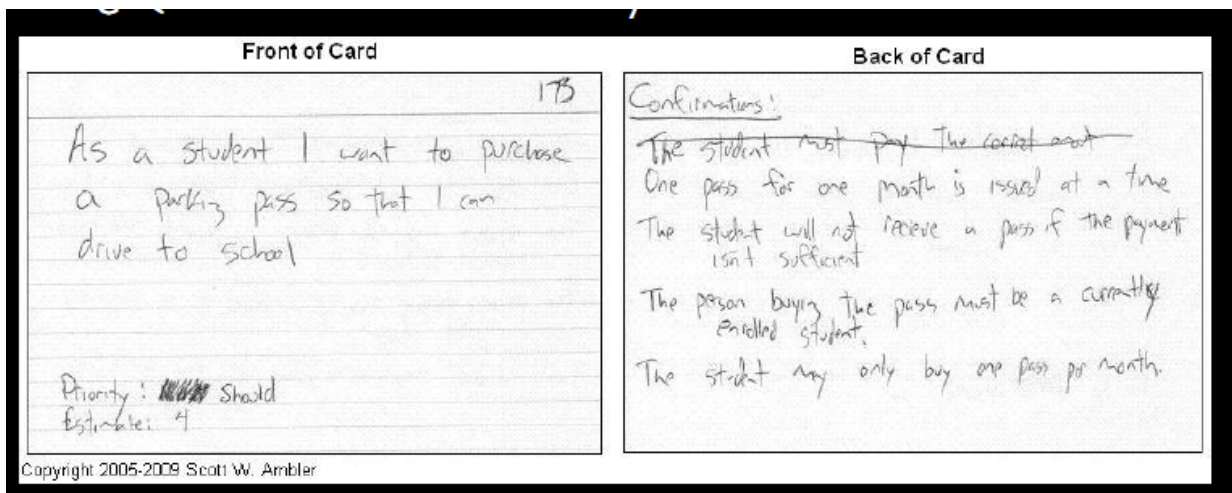 Front of Card
173
As a student I want to purchase
a parking pass so that I can
drive to school
Priority: Should
Estimate: 4
Back of Card
Confirmations:
The student must pay the correct amt
One pass for one month is issued at a time
The student will not recieve a pass if the payment
isn't sufficient
The person buying the pass must be a currently
enrolled student.
The student may only buy one pass per month.
Copyright 2005-2009 Scott W. Ambler